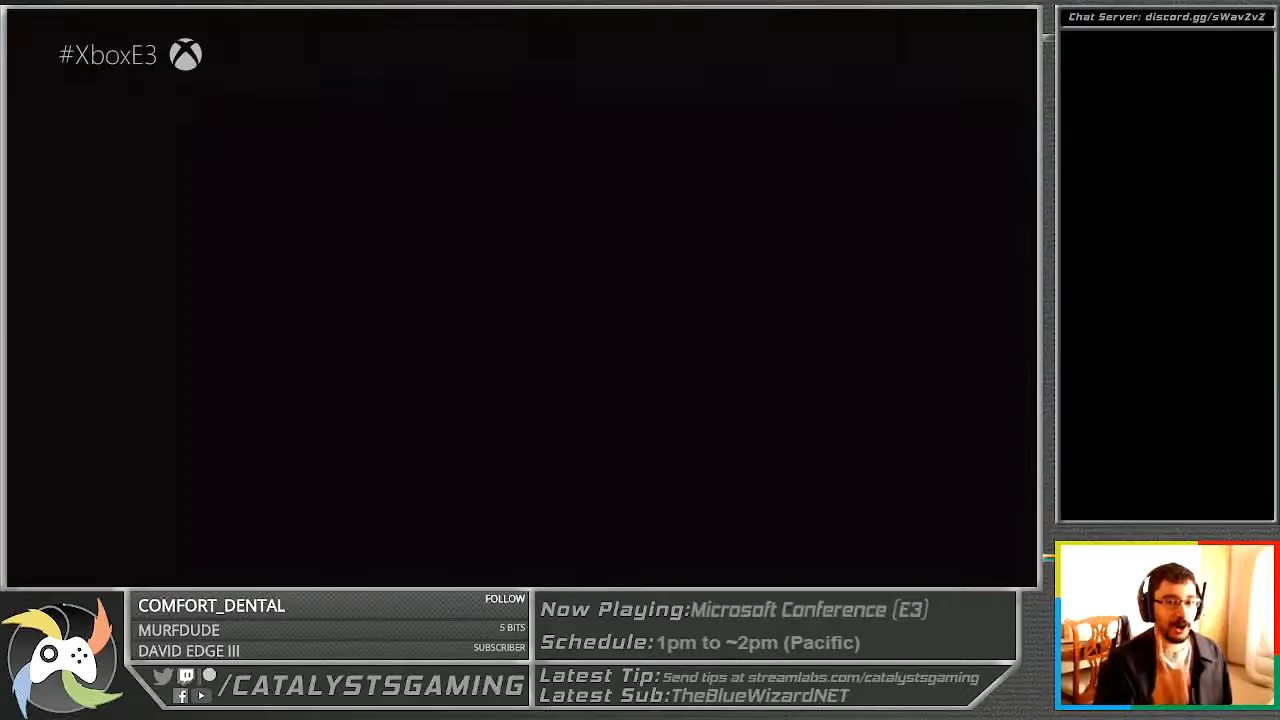 #XboxE3
Chat Server: discord.gg/sWavZvZ
COMFORT_DENTAL FOLLOW
MURFDUDE 5 BITS
DAVID EDGE III SUBSCRIBER
CATALYSTSGAMING
Now Playing:Microsoft Conference (E3)
Schedule:1pm to ~2pm (Pacific)
Latest Tip: Send tips at streamlabs.com/catalystsgaming
Latest Sub:TheBlueWizardNET